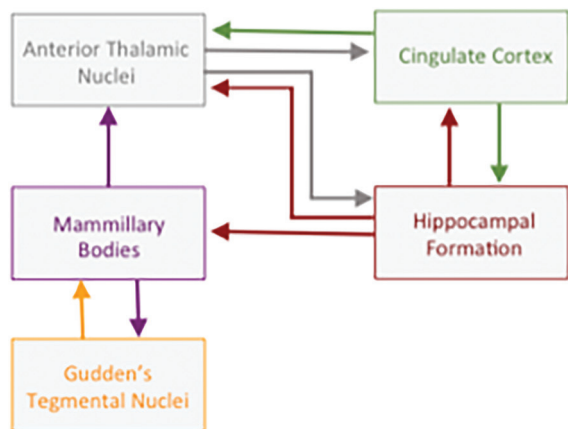 Anterior Thalamic
Nuclei
Cingulate Cortex
Mammillary
Bodies
Hippocampal
Formation
Gudden's
Tegmental Nuclei